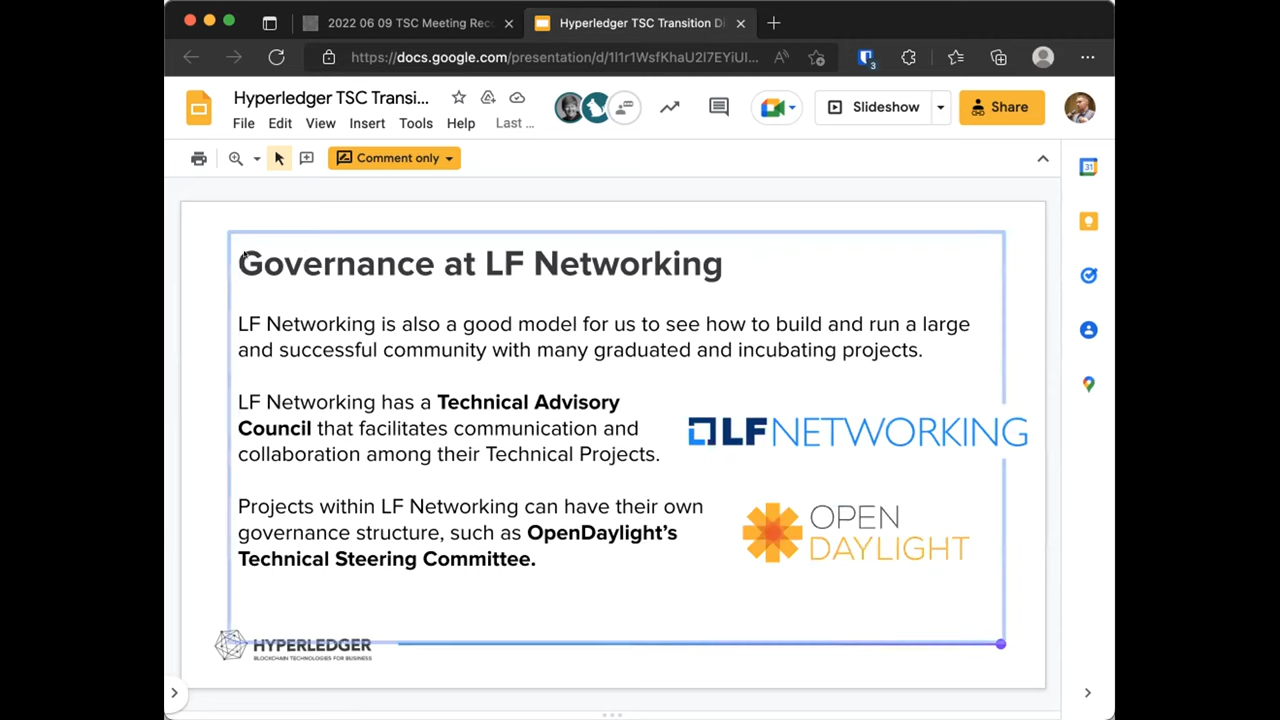 2022 06 09 TSC Meeting Rec
Hyperledger TSC Transition D
https://docs.google.com/presentation/d/1l1r1WsfKhaU2l7EYiUI...
3
Hyperledger TSC Transi...
File Edit View Insert Tools Help Last ...
Slideshow
Share
Comment only
31
Governance at LF Networking
LF Networking is also a good model for us to see how to build and run a large
and successful community with many graduated and incubating projects.
LF Networking has a Technical Advisory
Council that facilitates communication and
collaboration among their Technical Projects.
LFNETWORKING
Projects within LF Networking can have their own
governance structure, such as OpenDaylight's
Technical Steering Committee.
OPEN
DAYLIGHT
HYPERLEDGER
BLOCKCHAIN TECHNOLOGIES FOR BUSINESS